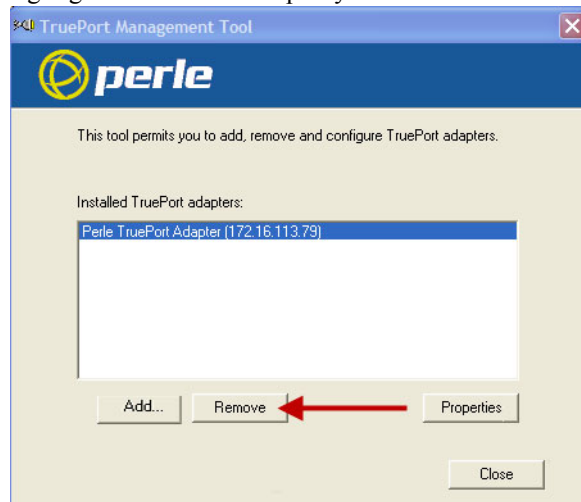 TruePort Management Tool
perle
This tool permits you to add, remove and configure TruePort adapters.
Installed TruePort adapters:
Perle TruePort Adapter (172.16.113.79)
Add... Remove Properties
Close